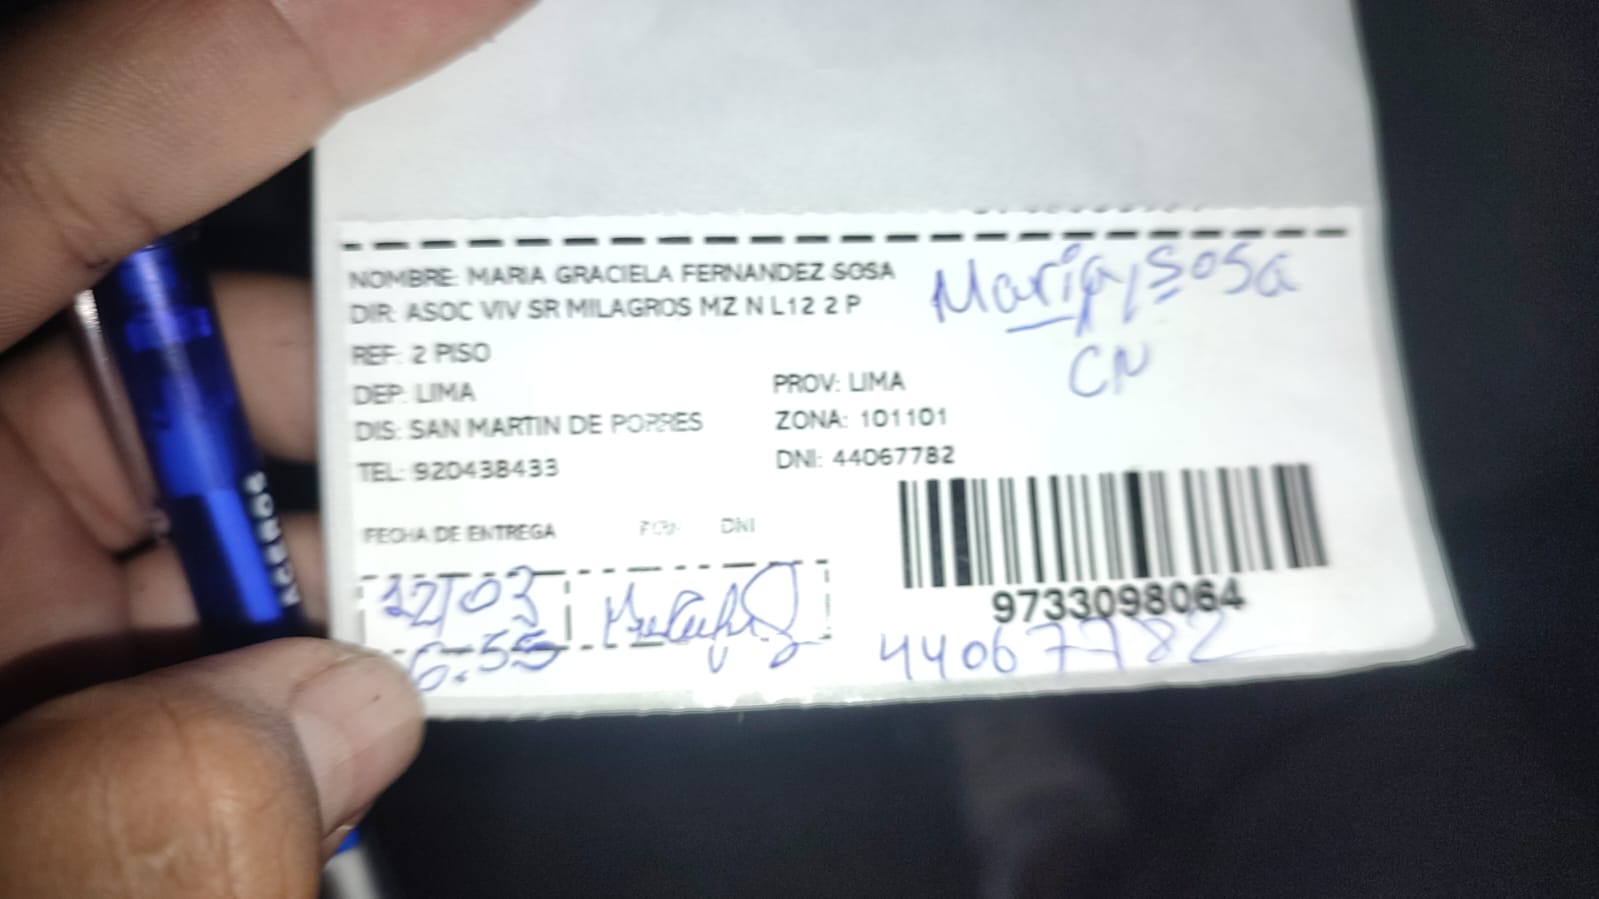 NOMBRE: MARIA GRACIELA FERNANDEZ SOSA
Maria, Sosa
DIR: ASOC VIV SR MILAGROS MZ N L12 2 P
CN
REF: 2 PISO
DEP: LIMA PROV: LIMA
DIS: SAN MARTIN DE PORRES ZONA: 101101
TEL: 920438433 DNI: 44067782
FECHA DE ENTREGA DNI
12/03
6:55
9733098064
44067782